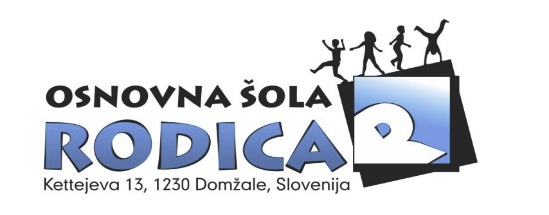 OSNOVNA ŠOLA
RODICA
R
Kettejeva 13, 1230 Domžale, Slovenija